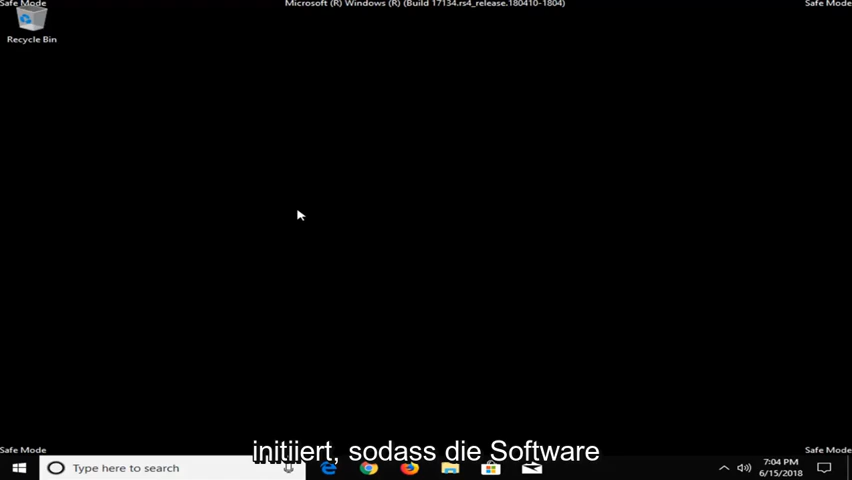 Safe Mode
Microsoft (R) Windows (R) (Build 17134.rs4_release.180410-1804)
Safe Mode
Recycle Bin
initiiert, sodass die Software
Safe Mode
Safe Mode
Type here to search
7:04 PM
6/15/2018